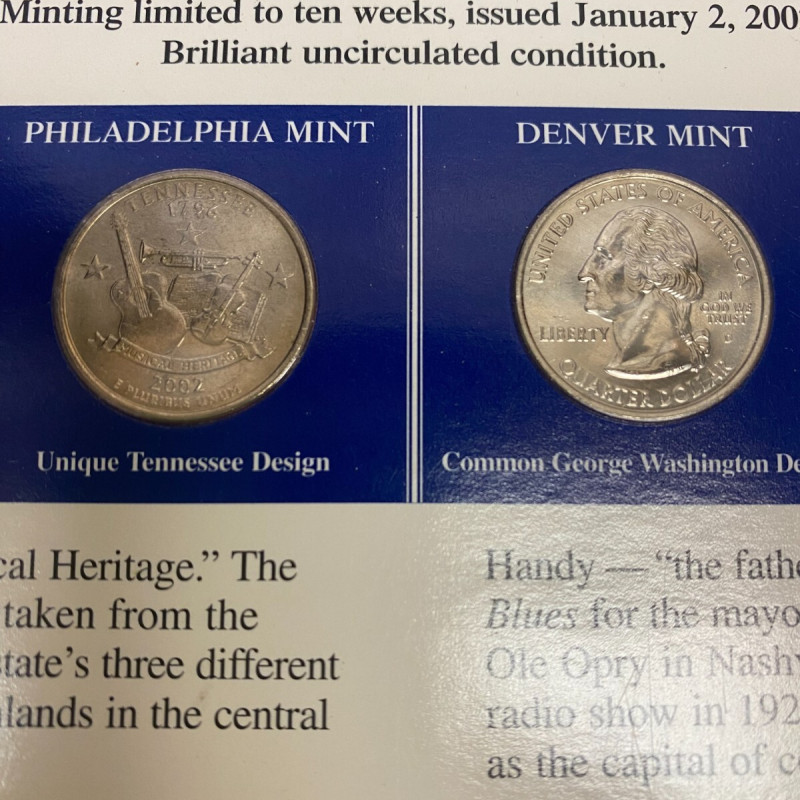 Minting limited to ten weeks, issued January 2, 200
Brilliant uncirculated condition.
PHILADELPHIA MINT
TENNESSEE
1796
MUSICAL HERITAGE
2002
E PLURIBUS UNUM
Unique Tennessee Design
DENVER MINT
UNITED STATES OF AMERICA
IN
GOD WE
TRUST
LIBERTY
D
QUARTER DOLLAR
Common George Washington De
cal Heritage.” The
taken from the
state’s three different
lands in the central
Handy — “the fathe
Blues for the mayo
Ole Opry in Nashv
radio show in 192
as the capital of c